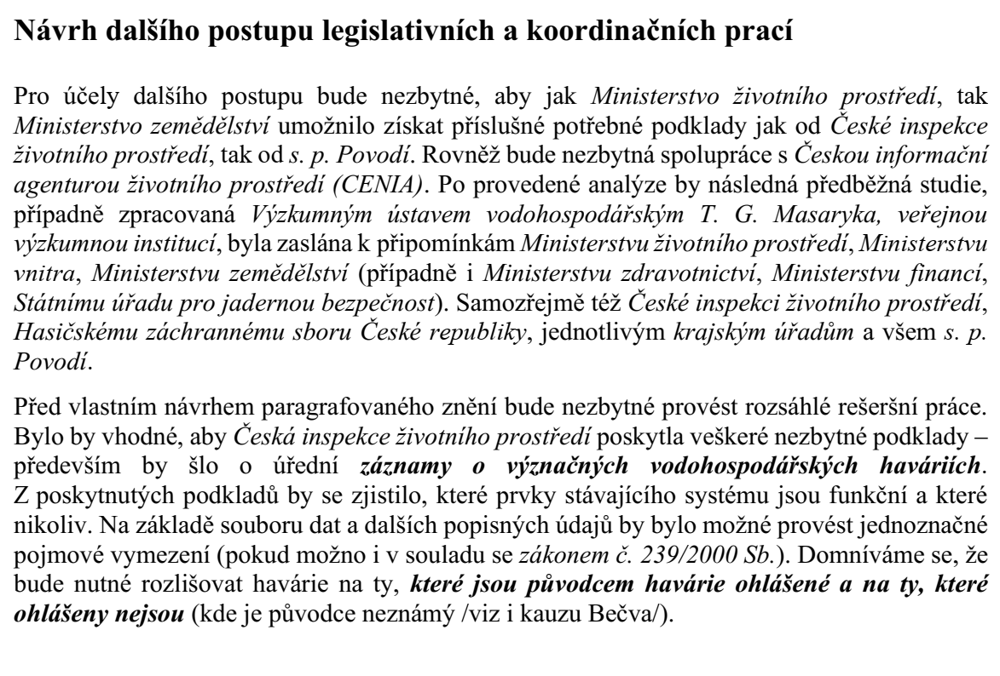 Návrh dalšího postupu legislativních a koordinačních prací
Pro účely dalšího postupu bude nezbytné, aby jak Ministerstvo životního prostředí, tak
Ministerstvo zemědělství umožnilo získat příslušné potřebné podklady jak od České inspekce
životního prostředí, tak od s. p. Povodí. Rovněž bude nezbytná spolupráce s Českou informační
agenturou životního prostředí (CENIA). Po provedené analýze by následná předběžná studie,
případně zpracovaná Výzkumným ústavem vodohospodářským T. G. Masaryka, veřejnou
výzkumnou institucí, byla zaslána k připomínkám Ministerstvu životního prostředí, Ministerstvu
vnitra, Ministerstvu zemědělství (případně i Ministerstvu zdravotnictví, Ministerstvu financí,
Státnímu úřadu pro jadernou bezpečnost). Samozřejmě též České inspekci životního prostředí,
Hasičskému záchrannému sboru České republiky, jednotlivým krajským úřadům a všem s. p.
Povodí.
Před vlastním návrhem paragrafovaného znění bude nezbytné provést rozsáhlé rešeršní práce.
Bylo by vhodné, aby Česká inspekce životního prostředí poskytla veškeré nezbytné podklady –
především by šlo o úřední záznamy o význačných vodohospodářských haváriích.
Z poskytnutých podkladů by se zjistilo, které prvky stávajícího systému jsou funkční a které
nikoliv. Na základě souboru dat a dalších popisných údajů by bylo možné provést jednoznačné
pojmové vymezení (pokud možno i v souladu se zákonem č. 239/2000 Sb.). Domníváme se, že
bude nutné rozlišovat havárie na ty, které jsou původcem havárie ohlášené a na ty, které
ohlášeny nejsou (kde je původce neznámý /viz i kauzu Bečva/).